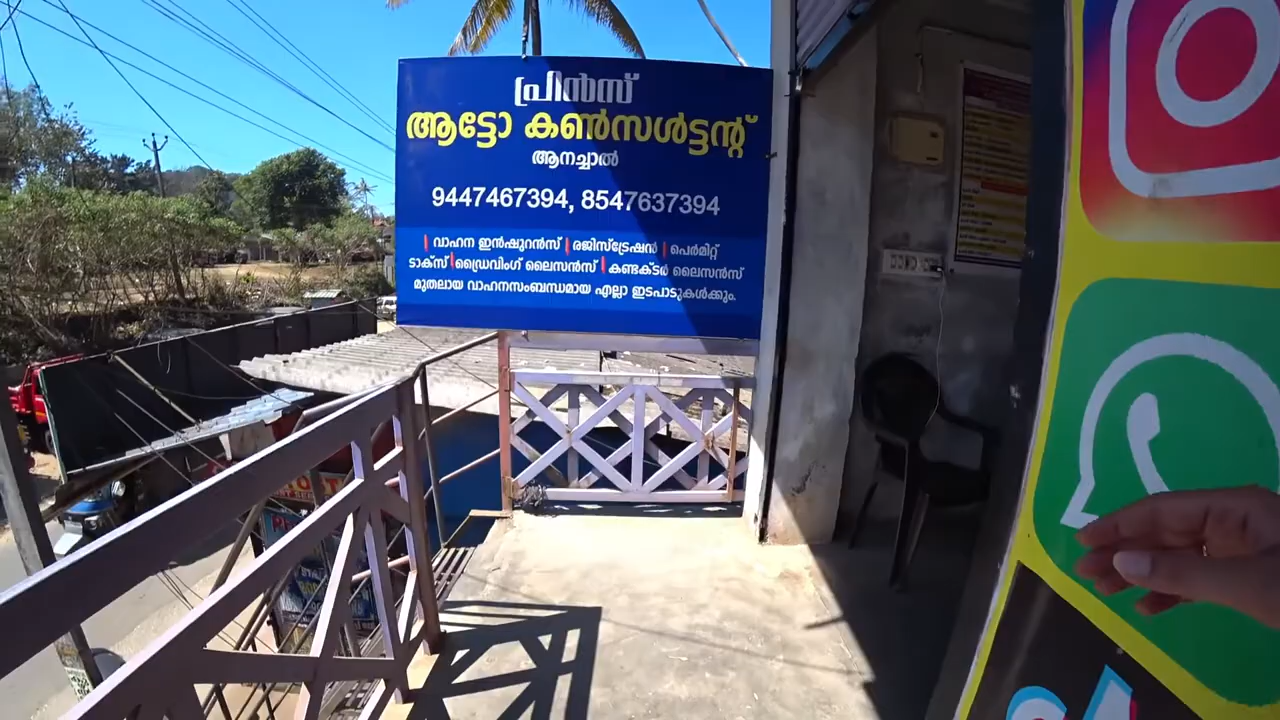 പ്രിൻസ്
ആട്ടോ കൺസൾട്ടന്റ്
ആനച്ചാൽ
9447467394, 8547637394
വാഹന ഇൻഷുറൻസ് | രജിസ്ട്രേഷൻ | പെർമിറ്റ്
ടാക്സ് | ഡ്രൈവിംഗ് ലൈസൻസ് | കണ്ടക്ടർ ലൈസൻസ്
മുതലായ വാഹനസംബന്ധമായ എല്ലാ ഇടപാടുകൾക്കും.